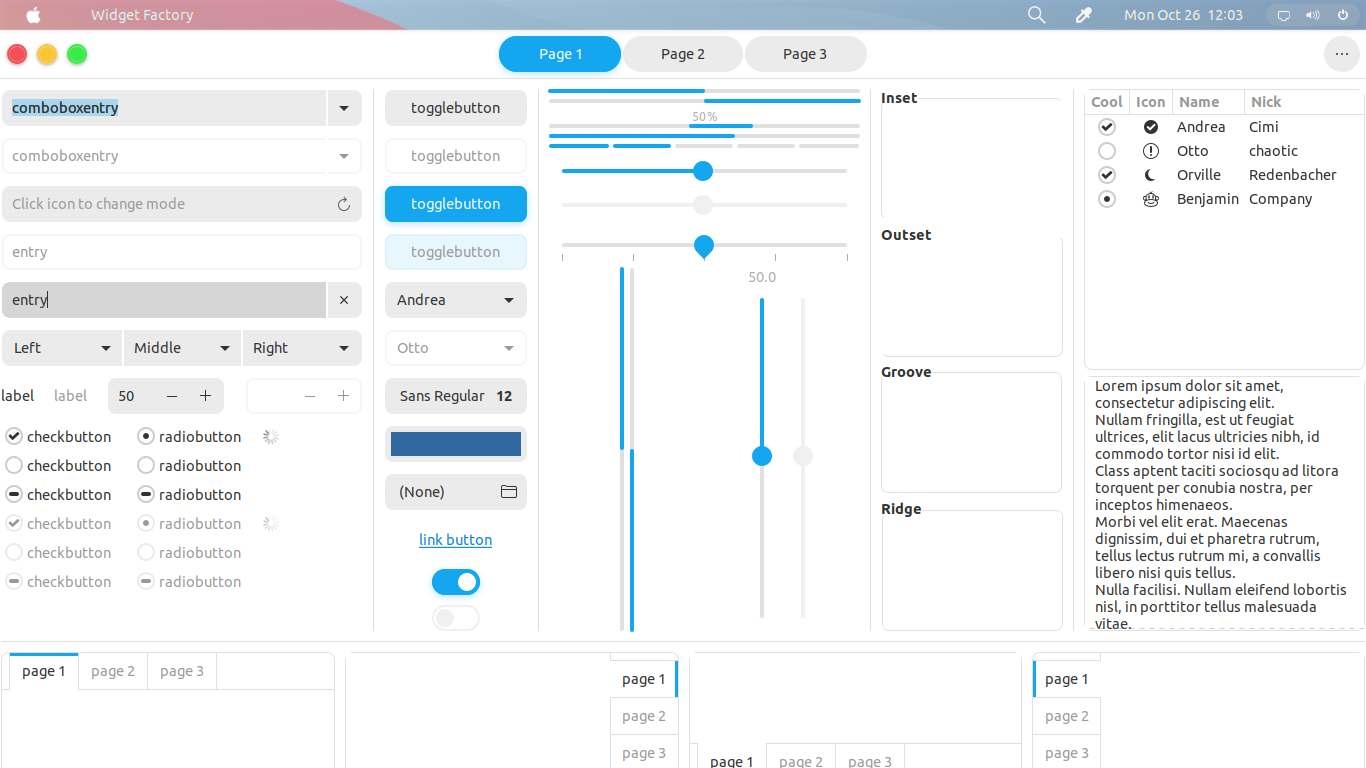 Widget Factory
Mon Oct 26 12:03
Page 1
Page 2
Page 3
comboboxentry
comboboxentry
Click icon to change mode
entry
entry
Left
Middle
Right
label
label
50
checkbutton
radiobutton
checkbutton
radiobutton
checkbutton
radiobutton
checkbutton
radiobutton
checkbutton
radiobutton
checkbutton
radiobutton
togglebutton
togglebutton
togglebutton
togglebutton
Andrea
Otto
Sans Regular 12
(None)
link button
50%
50.0
Inset
Outset
Groove
Ridge
Cool Icon Name Nick
Andrea Cimi
Otto chaotic
Orville Redenbacher
Benjamin Company
Lorem ipsum dolor sit amet,
consectetur adipiscing elit.
Nullam fringilla, est ut feugiat
ultrices, elit lacus ultricies nibh, id
commodo tortor nisi id elit.
Class aptent taciti sociosqu ad litora
torquent per conubia nostra, per
inceptos himenaeos.
Morbi vel elit erat. Maecenas
dignissim, dui et pharetra rutrum,
tellus lectus rutrum mi, a convallis
libero nisi quis tellus.
Nulla facilisi. Nullam eleifend lobortis
nisl, in porttitor tellus malesuada
vitae.
page 1
page 2
page 3
page 1
page 2
page 3
page 1
page 2
page 3
page 1
page 2
page 3